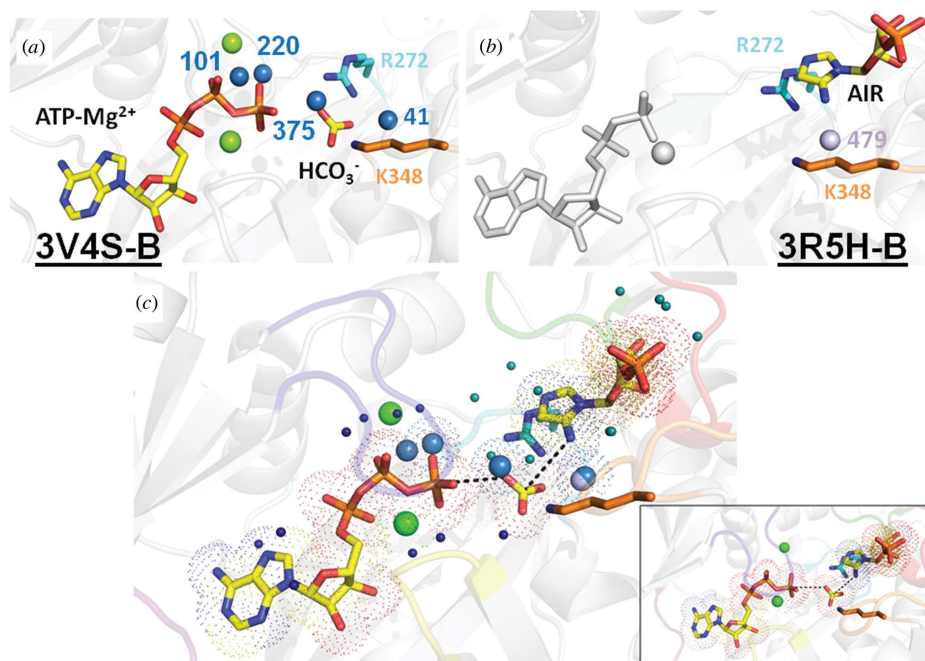 (a)
101
220
R272
ATP-Mg²⁺
375
41
HCO₃⁻
K348
3V4S-B
(b)
R272
AIR
479
K348
3R5H-B
(c)